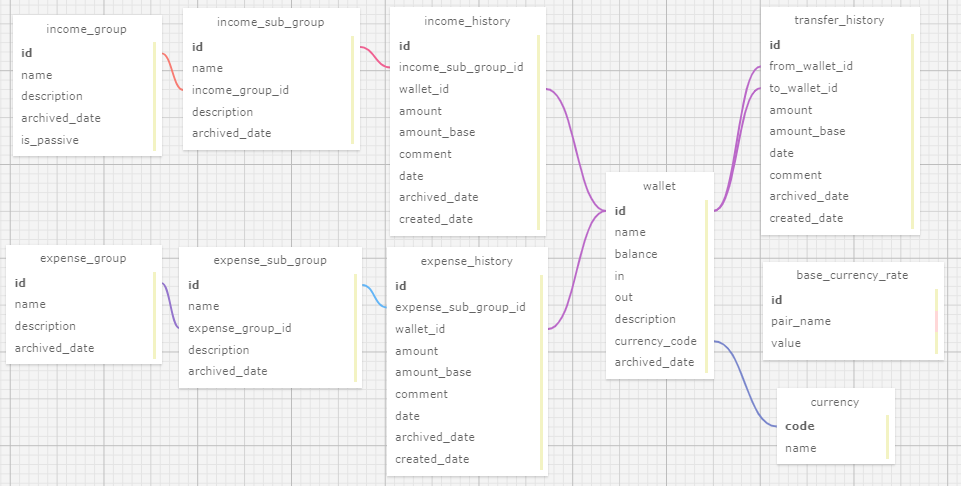 income_group
id
name
description
archived_date
is_passive
income_sub_group
id
name
income_group_id
description
archived_date
income_history
id
income_sub_group_id
wallet_id
amount
amount_base
comment
date
archived_date
created_date
transfer_history
id
from_wallet_id
to_wallet_id
amount
amount_base
date
comment
archived_date
created_date
wallet
id
name
balance
in
out
description
currency_code
archived_date
expense_group
id
name
description
archived_date
expense_sub_group
id
name
expense_group_id
description
archived_date
expense_history
id
expense_sub_group_id
wallet_id
amount
amount_base
comment
date
archived_date
created_date
base_currency_rate
id
pair_name
value
currency
code
name